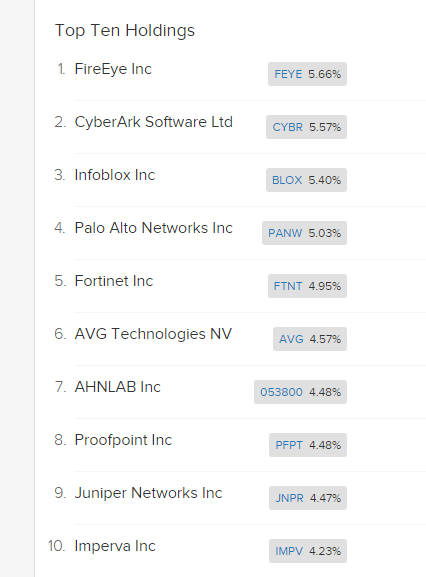 Top Ten Holdings
1. FireEye Inc FEYE 5.66%
2. CyberArk Software Ltd CYBR 5.57%
3. Infoblox Inc BLOX 5.40%
4. Palo Alto Networks Inc PANW 5.03%
5. Fortinet Inc FTNT 4.95%
6. AVG Technologies NV AVG 4.57%
7. AHNLAB Inc 053800 4.48%
8. Proofpoint Inc PFPT 4.48%
9. Juniper Networks Inc JNPR 4.47%
10. Imperva Inc IMPV 4.23%